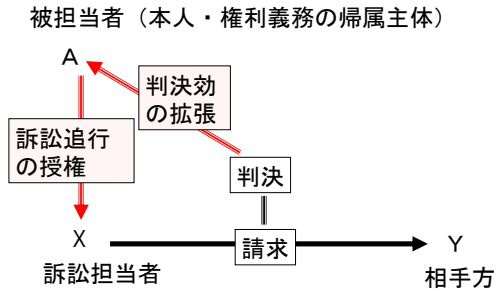 被担当者（本人・権利義務の帰属主体）
A
判決効
の拡張
訴訟追行
の授権
判決
X
請求
Y
訴訟担当者
相手方